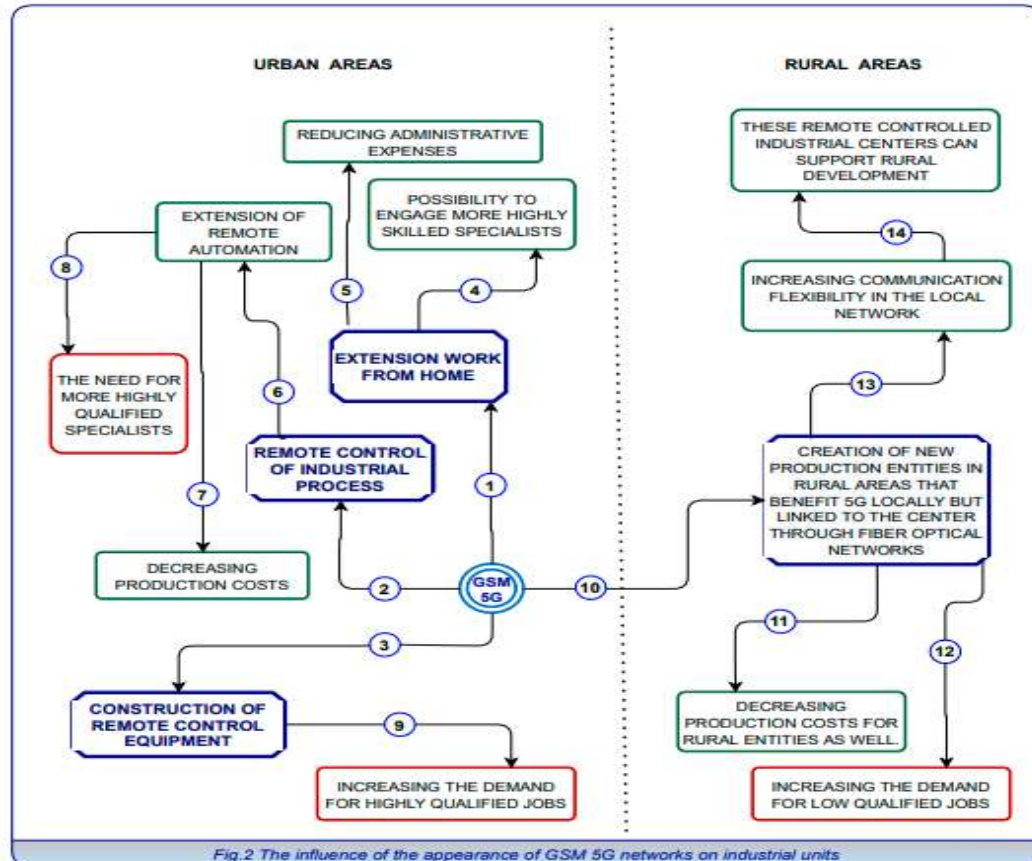 URBAN AREAS
RURAL AREAS
REDUCING ADMINISTRATIVE
EXPENSES
POSSIBILITY TO
ENGAGE MORE HIGHLY
SKILLED SPECIALISTS
EXTENSION OF
REMOTE
AUTOMATION
8
5
4
THE NEED FOR
MORE HIGHLY
QUALIFIED
SPECIALISTS
EXTENSION WORK
FROM HOME
6
REMOTE CONTROL
OF INDUSTRIAL
PROCESS
7
1
DECREASING
PRODUCTION COSTS
2
GSM
5G
10
3
CONSTRUCTION OF
REMOTE CONTROL
EQUIPMENT
9
INCREASING THE DEMAND
FOR HIGHLY QUALIFIED JOBS
THESE REMOTE CONTROLLED
INDUSTRIAL CENTERS CAN
SUPPORT RURAL
DEVELOPMENT
14
INCREASING COMMUNICATION
FLEXIBILITY IN THE LOCAL
NETWORK
13
CREATION OF NEW
PRODUCTION ENTITIES IN
RURAL AREAS THAT
BENEFIT 5G LOCALLY BUT
LINKED TO THE CENTER
THROUGH FIBER OPTICAL
NETWORKS
11
12
DECREASING
PRODUCTION COSTS FOR
RURAL ENTITIES AS WELL.
INCREASING THE DEMAND
FOR LOW QUALIFIED JOBS
Fig.2 The influence of the appearance of GSM 5G networks on industrial units